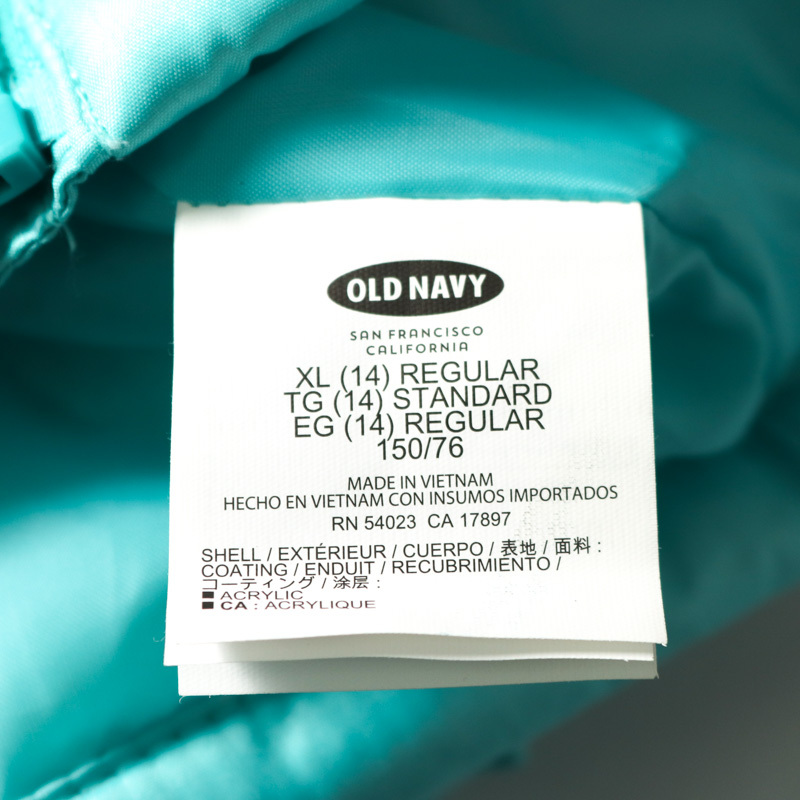 OLD NAVY
SAN FRANCISCO
CALIFORNIA
XL (14) REGULAR
TG (14) STANDARD
EG (14) REGULAR
150/76
MADE IN VIETNAM
HECHO EN VIETNAM CON INSUMOS IMPORTADOS
RN 54023 CA 17897
SHELL / EXTÉRIEUR / CUERPO / 表地 / 面料 :
COATING / ENDUIT / RECUBRIMIENTO /
コーティング / 涂层 :
■ ACRYLIC
■ CA : ACRYLIQUE